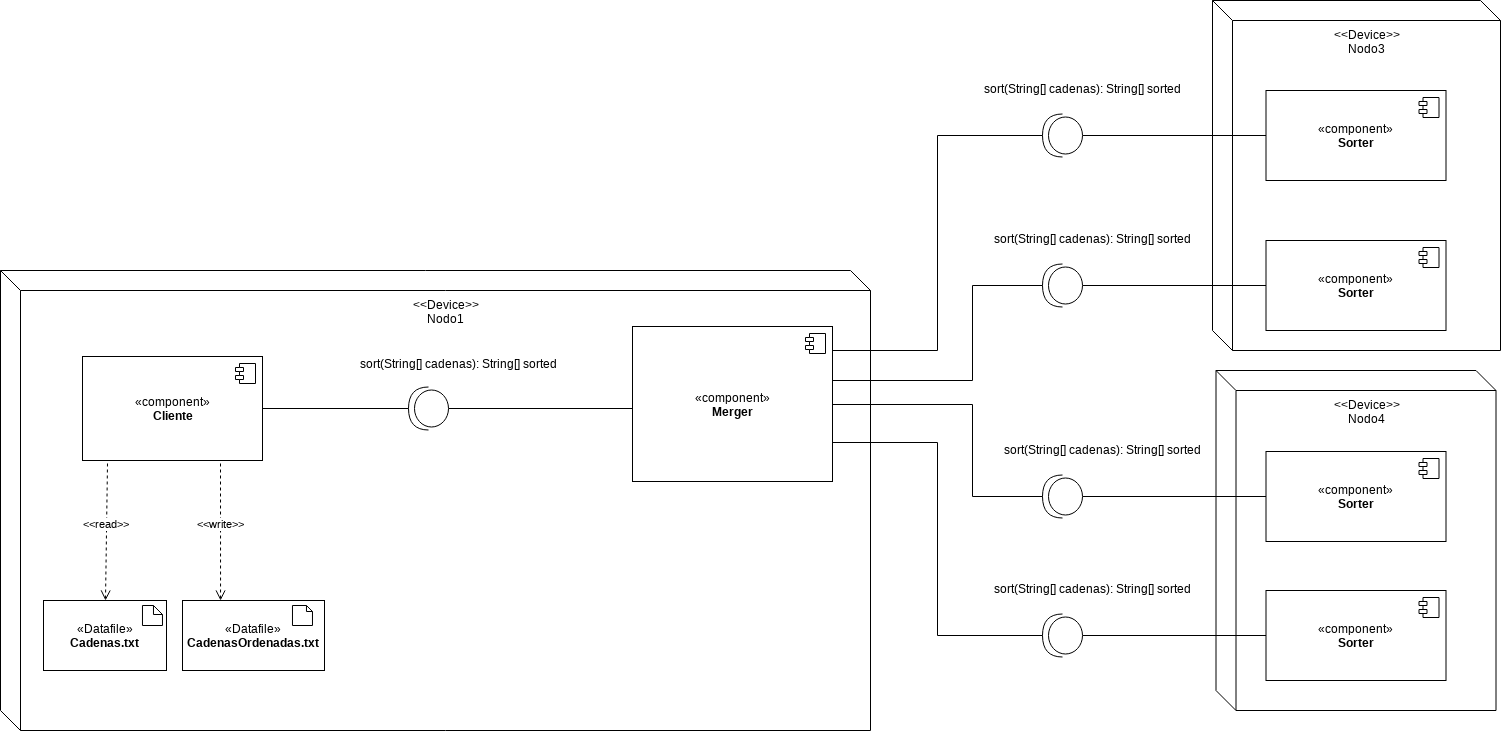 <<Device>>
Nodo1
«component»
Cliente
sort(String[] cadenas): String[] sorted
«component»
Merger
<<read>>
<<write>>
«Datafile»
Cadenas.txt
«Datafile»
CadenasOrdenadas.txt
sort(String[] cadenas): String[] sorted
sort(String[] cadenas): String[] sorted
sort(String[] cadenas): String[] sorted
sort(String[] cadenas): String[] sorted
<<Device>>
Nodo3
«component»
Sorter
«component»
Sorter
<<Device>>
Nodo4
«component»
Sorter
«component»
Sorter